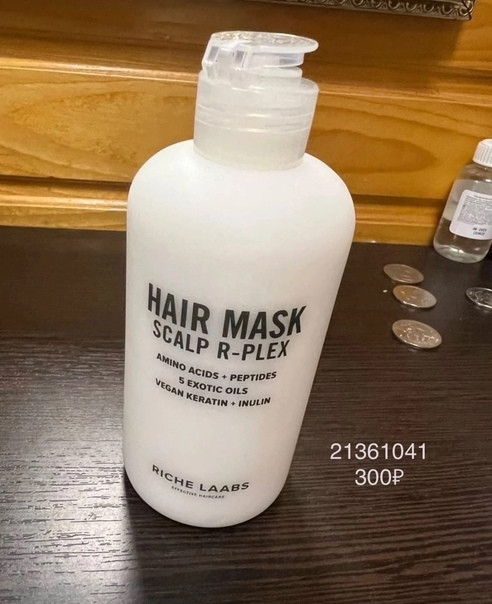 HAIR MASK
SCALP R-PLEX
AMINO ACIDS + PEPTIDES
5 EXOTIC OILS
VEGAN KERATIN + INULIN
RICHE LAABS
EFFECTIVE HAIRCARE
21361041
300₽